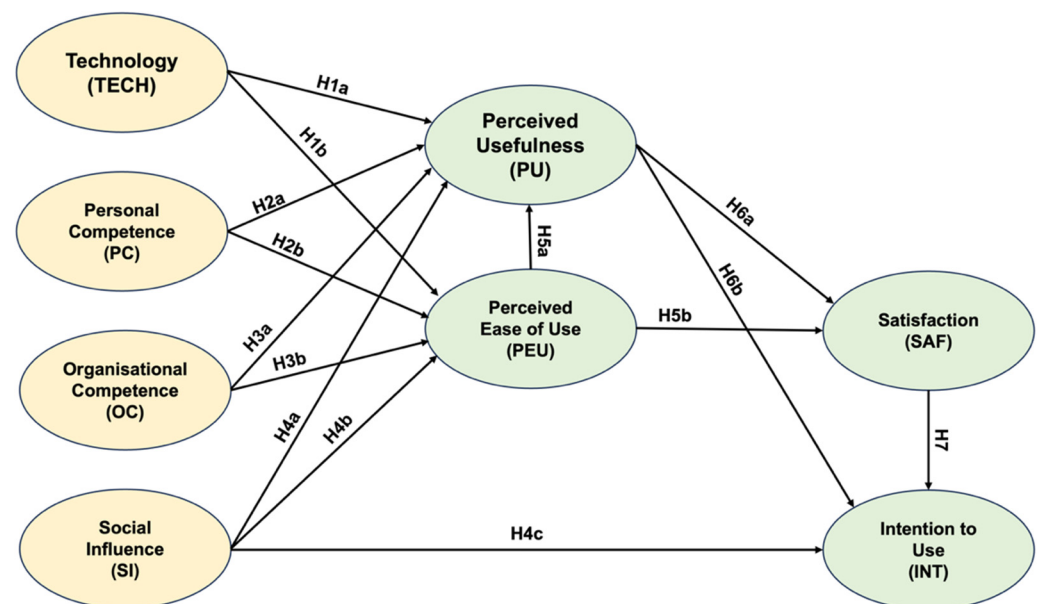 Technology
(TECH)
H1a
H1b
Perceived
Usefulness
(PU)
Personal
Competence
(PC)
H2a
H2b
H5a
H6a
H6b
Perceived
Ease of Use
(PEU)
H5b
Satisfaction
(SAF)
Organisational
Competence
(OC)
H3a
H3b
H4a
H4b
H7
Social
Influence
(SI)
H4c
Intention to
Use
(INT)